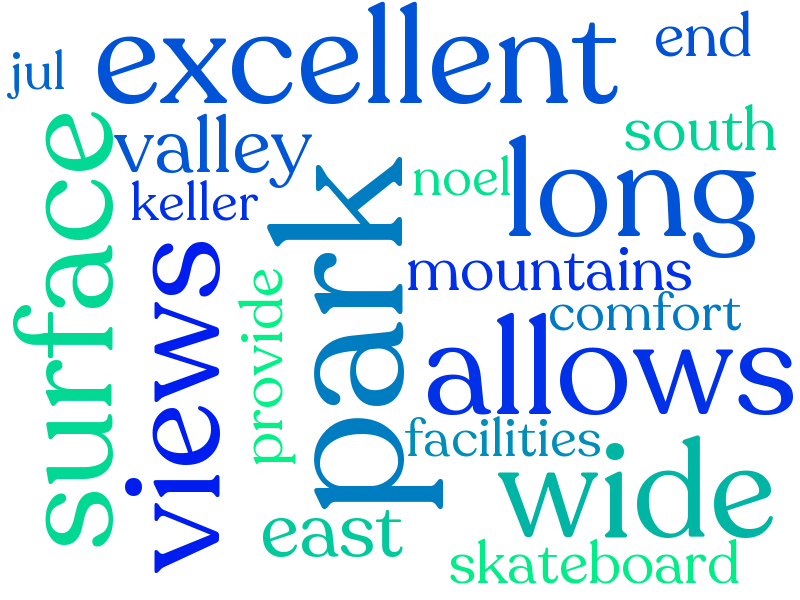 jul
excellent
end
surface
valley
keller
noel
south
long
views
provide
park
mountains
comfort
allows
facilities
wide
east
skateboard